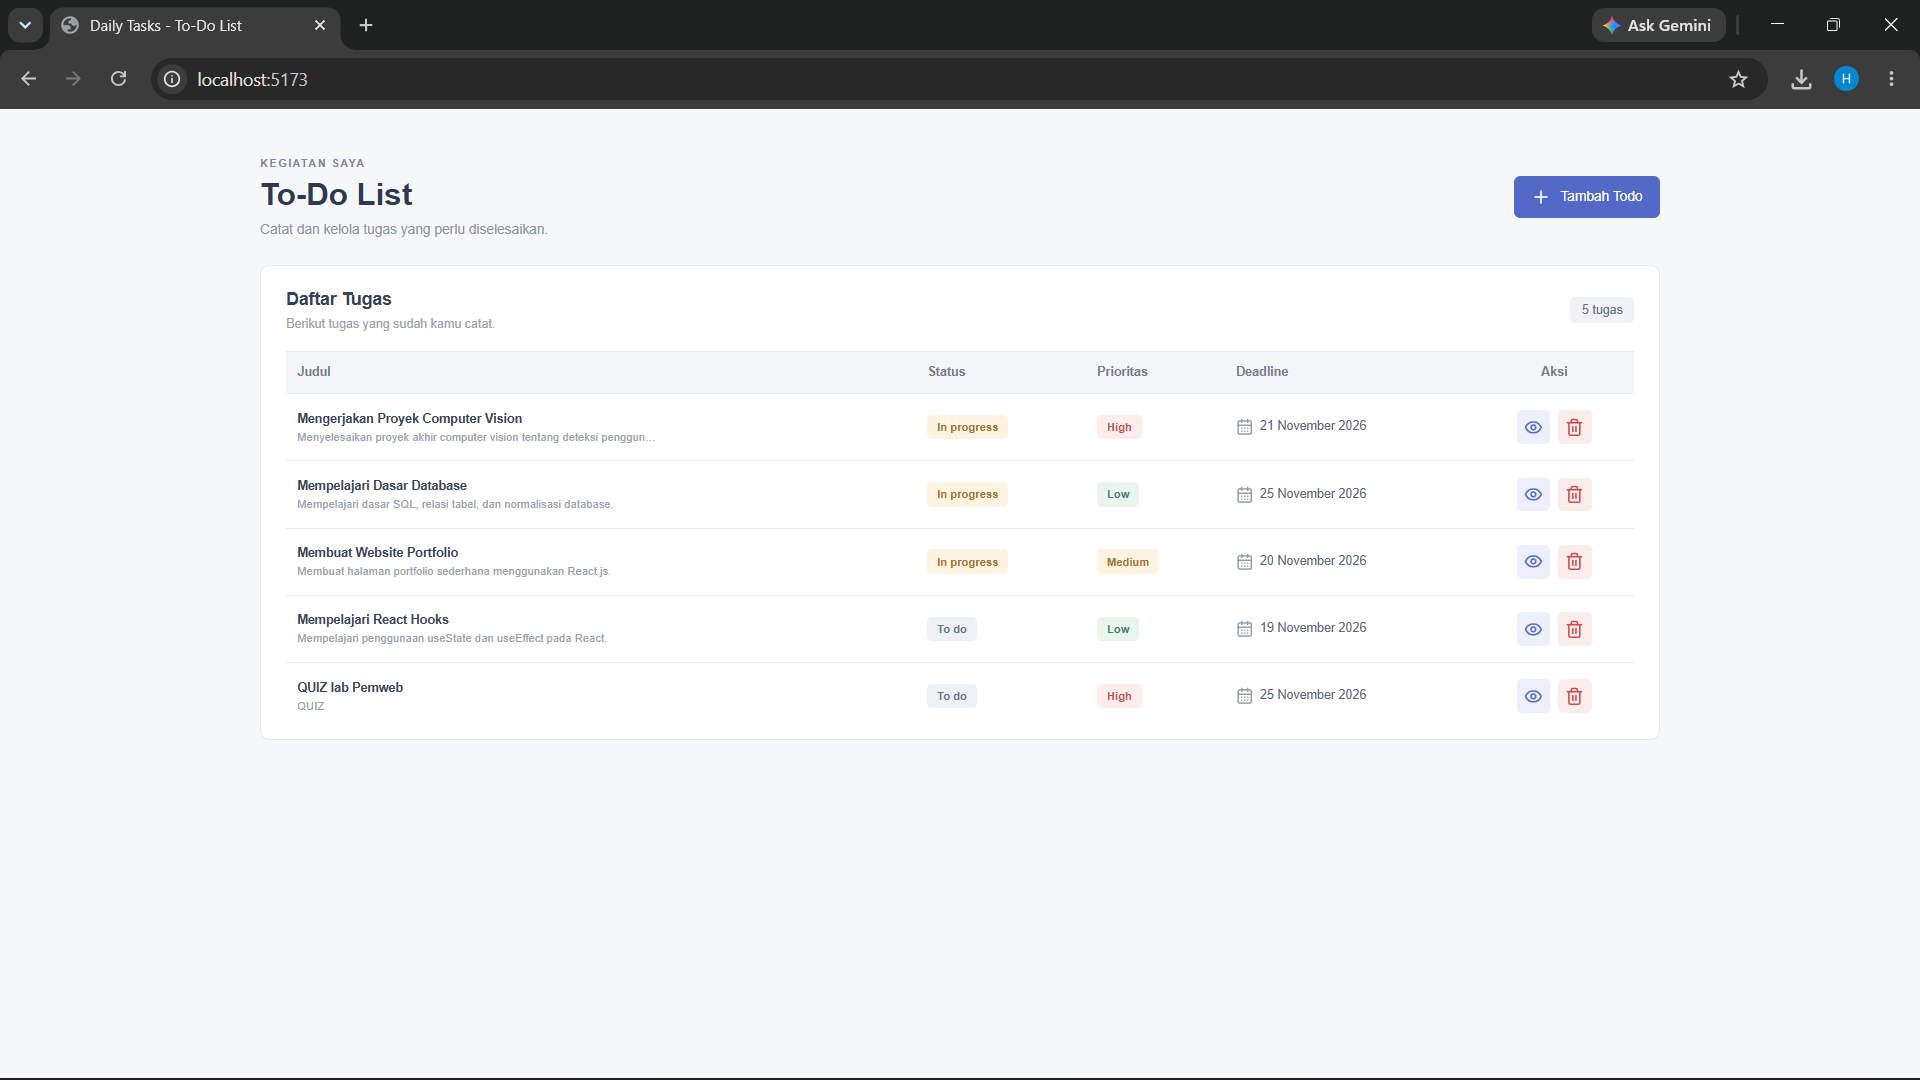 Daily Tasks - To-Do List
Ask Gemini
localhost:5173
H
KEGIATAN SAYA
To-Do List
Tambah Todo
Catat dan kelola tugas yang perlu diselesaikan.
Daftar Tugas
5 tugas
Berikut tugas yang sudah kamu catat.
Judul Status Prioritas Deadline Aksi
Mengerjakan Proyek Computer Vision In progress High 21 November 2026
Menyelesaikan proyek akhir computer vision tentang deteksi penggun...
Mempelajari Dasar Database In progress Low 25 November 2026
Mempelajari dasar SQL, relasi tabel, dan normalisasi database.
Membuat Website Portfolio In progress Medium 20 November 2026
Membuat halaman portfolio sederhana menggunakan React.js.
Mempelajari React Hooks To do Low 19 November 2026
Mempelajari penggunaan useState dan useEffect pada React.
QUIZ lab Pemweb To do High 25 November 2026
QUIZ